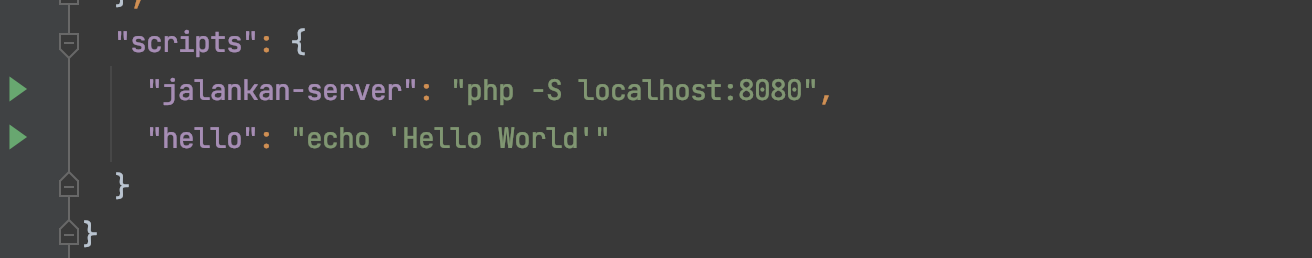 },
"scripts": {
"jalankan-server": "php -S localhost:8080",
"hello": "echo 'Hello World'"
}
}